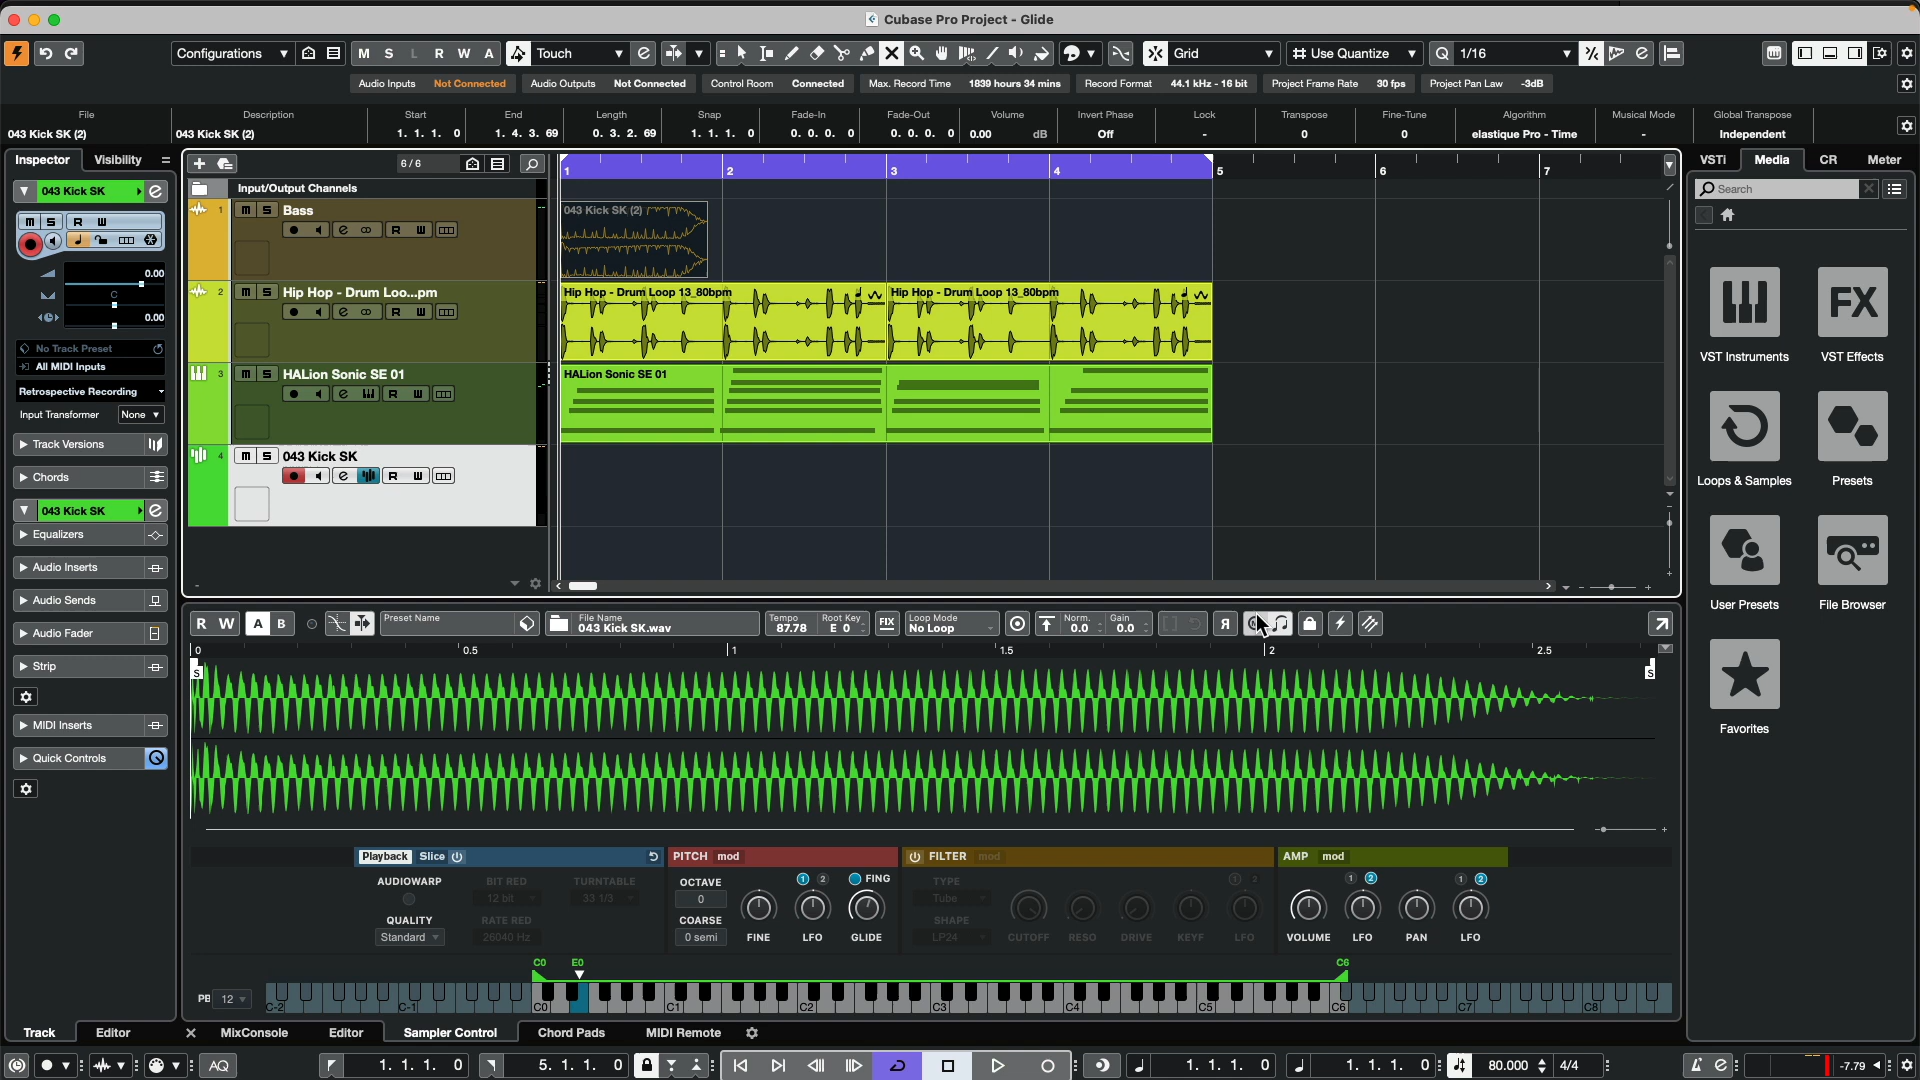 Cubase Pro Project - Glide
Configurations M S L R W A Touch Grid Use Quantize 1/16
Audio Inputs Not Connected Audio Outputs Not Connected Control Room Connected Max. Record Time 1839 hours 34 mins Record Format 44.1 kHz - 16 bit Project Frame Rate 30 fps Project Pan Law -3dB
File Description Start End Length Snap Fade-In Fade-Out Volume Invert Phase Lock Transpose Fine-Tune Algorithm Musical Mode Global Transpose
043 Kick SK (2) 043 Kick SK (2) 1. 1. 1. 0 1. 4. 3. 69 0. 3. 2. 69 1. 1. 1. 0 0. 0. 0. 0 0. 0. 0. 0 0.00 dB Off - 0 0 elastique Pro - Time - Independent
Inspector Visibility
043 Kick SK
M S R W
0.00
C
0.00
No Track Preset
All MIDI Inputs
Retrospective Recording
Input Transformer None
Track Versions
Chords
043 Kick SK
Equalizers
Audio Inserts
Audio Sends
Audio Fader
Strip
MIDI Inserts
Quick Controls
6 / 6
Input/Output Channels
1 m S Bass
R W
2 m S Hip Hop - Drum Loo...pm
R W
3 m S HALion Sonic SE 01
R W
4 m S 043 Kick SK
R W
1 2 3 4 5 6 7
043 Kick SK (2)
Hip Hop - Drum Loop 13_80bpm Hip Hop - Drum Loop 13_80bpm
HALion Sonic SE 01
VSTi Media CR Meter
Search
VST Instruments VST Effects
Loops & Samples Presets
User Presets File Browser
Favorites
R W A B Preset Name File Name 043 Kick SK.wav Tempo 87.78 Root Key E 0 FIX Loop Mode No Loop Norm. 0.0 Gain 0.0
0 0.5 1 1.5 2 2.5
S S
Playback Slice PITCH mod FILTER mod AMP mod
AUDIOWARP BIT RED 12 bit TURNTABLE 33 1/3
QUALITY Standard RATE RED 26040 Hz
OCTAVE 0 COARSE 0 semi FINE 1 2 LFO FING GLIDE
TYPE Tube SHAPE LP24 CUTOFF RESO DRIVE KEYF 1 2 LFO
VOLUME 1 2 LFO PAN 1 2 LFO
C0 E0 C6
PB 12 C-2 C-1 C0 C1 C2 C3 C4 C5 C6 C7 C8
Track Editor MixConsole Editor Sampler Control Chord Pads MIDI Remote
AQ 1. 1. 1. 0 5. 1. 1. 0 1. 1. 1. 0 1. 1. 1. 0 80.000 4/4 -7.79